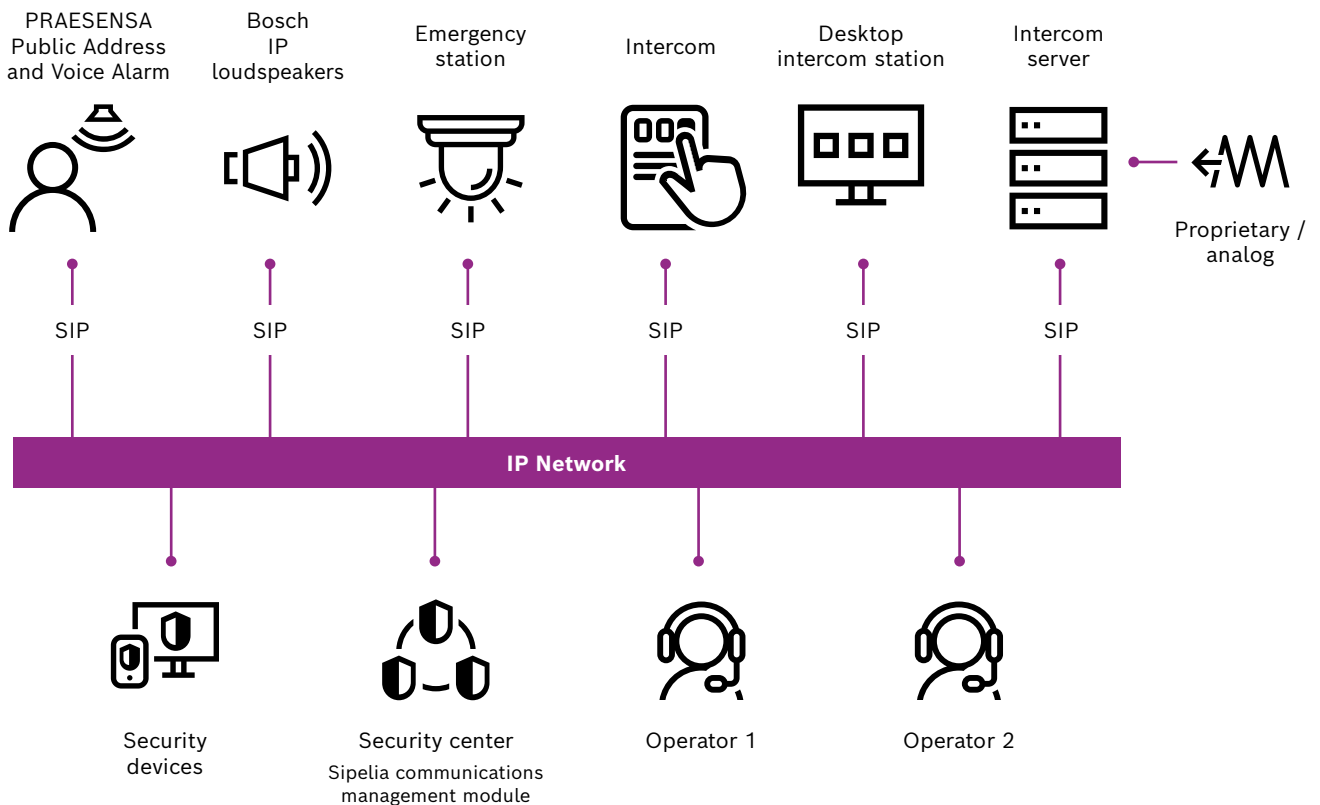 PRAESENSA
Public Address
and Voice Alarm
Bosch
IP
loudspeakers
Emergency
station
Intercom
Desktop
intercom station
Intercom
server
Proprietary /
analog
SIP
SIP
SIP
SIP
SIP
SIP
IP Network
Security
devices
Security center
Sipelia communications
management module
Operator 1
Operator 2